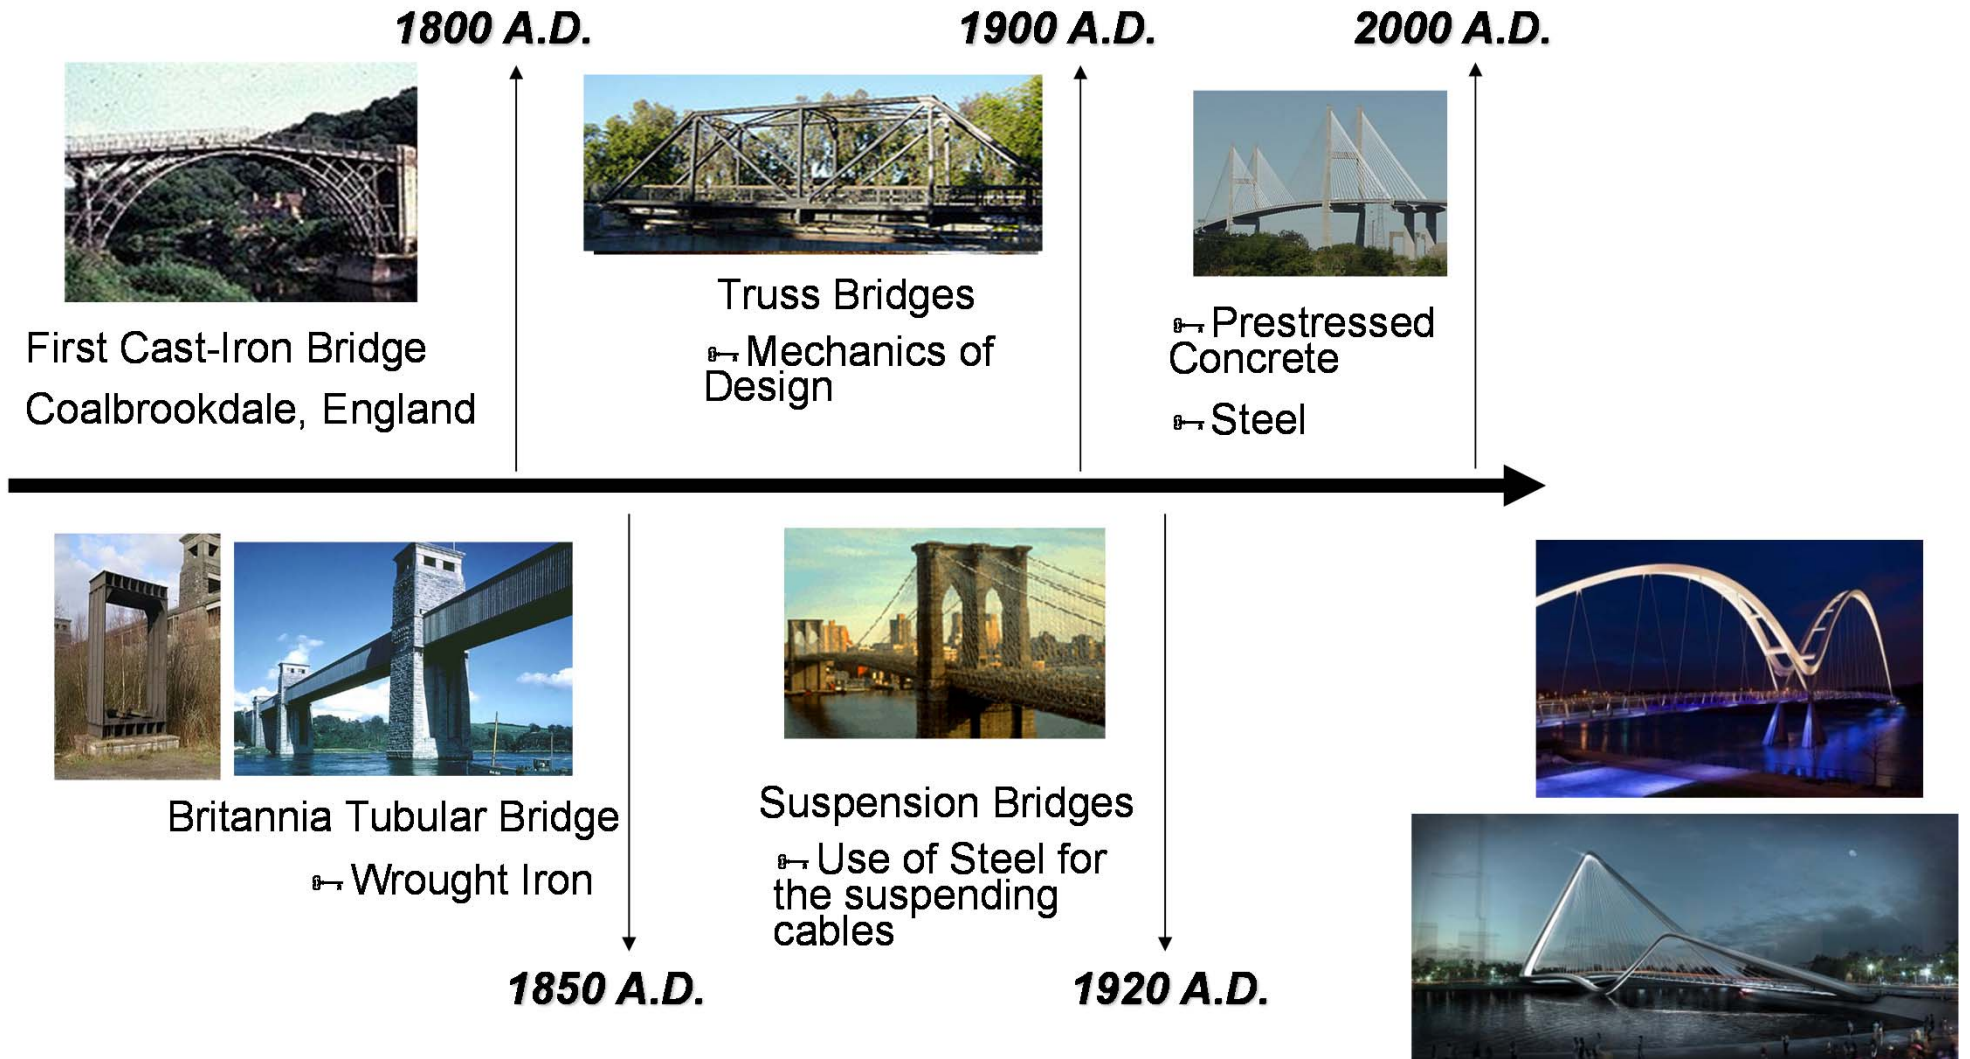 1800 A.D.
1900 A.D.
2000 A.D.
First Cast-Iron Bridge
Coalbrookdale, England
Truss Bridges
Mechanics of
Design
Prestressed
Concrete
Steel
Britannia Tubular Bridge
Wrought Iron
Suspension Bridges
Use of Steel for
the suspending
cables
1850 A.D.
1920 A.D.